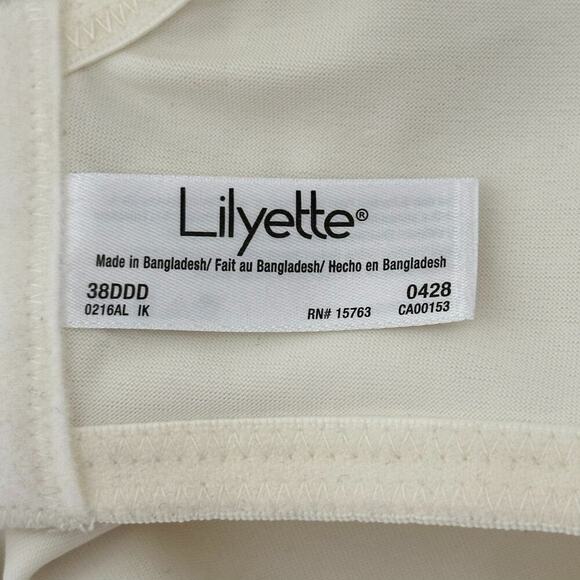 Lilyette®
Made in Bangladesh/ Fait au Bangladesh/ Hecho en Bangladesh
38DDD 0428
0216AL IK RN# 15763 CA00153